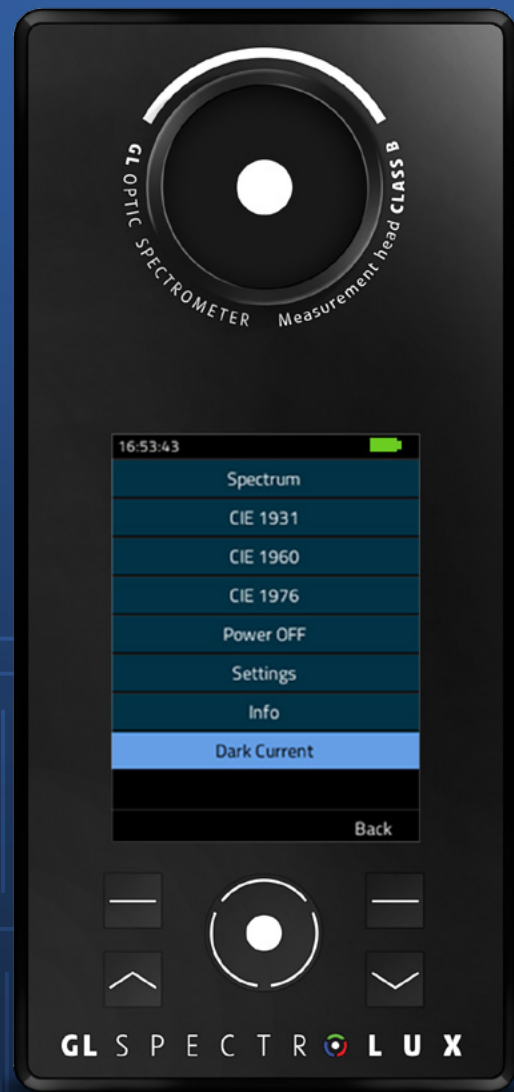 GL OPTIC SPECTROMETER
Measurement head CLASS B
16:53:43
Spectrum
CIE 1931
CIE 1960
CIE 1976
Power OFF
Settings
Info
Dark Current
Back
GL SPECTROLUX